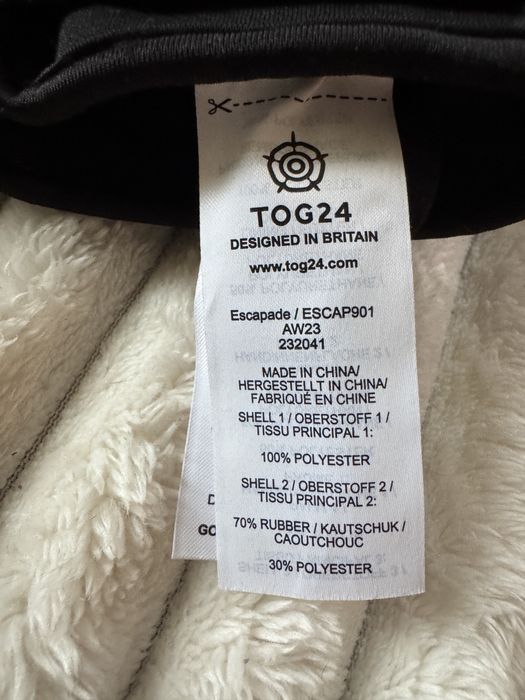 TOG24
DESIGNED IN BRITAIN
www.tog24.com
Escapade / ESCAP901
AW23
232041
MADE IN CHINA/
HERGESTELLT IN CHINA/
FABRIQUÉ EN CHINE
SHELL 1 / OBERSTOFF 1 /
TISSU PRINCIPAL 1:
100% POLYESTER
SHELL 2 / OBERSTOFF 2 /
TISSU PRINCIPAL 2:
70% RUBBER / KAUTSCHUK /
CAOUTCHOUC
30% POLYESTER